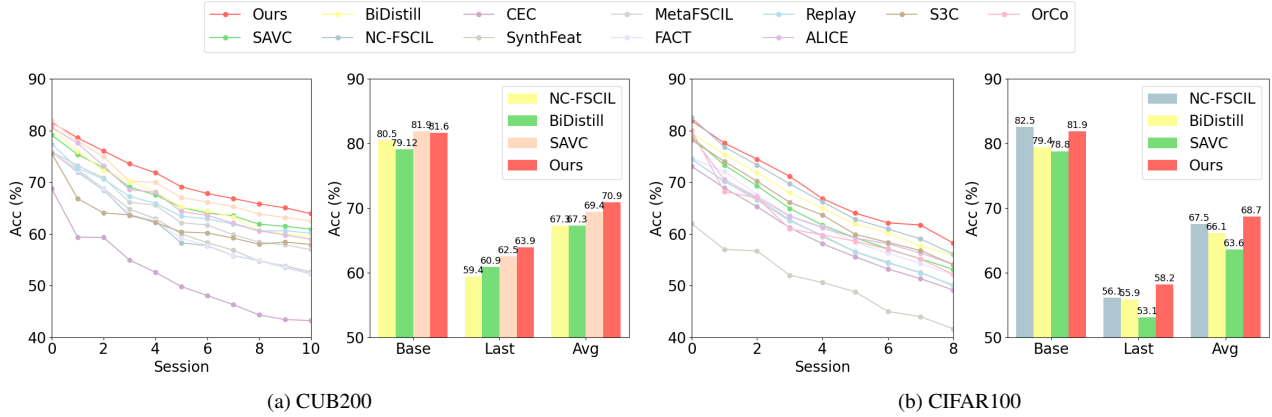 Ours BiDistill CEC MetaFSCIL Replay S3C OrCo
SAVC NC-FSCIL SynthFeat FACT ALICE
90
80
70
60
50
40
Acc (%)
0 2 4 6 8 10
Session
90
80
70
60
50
Acc (%)
NC-FSCIL
BiDistill
SAVC
Ours
80.5 79.12 81.9 81.6
59.4 60.9 62.5 63.9
67.3 67.3 69.4 70.9
Base Last Avg
(a) CUB200
90
80
70
60
50
40
Acc (%)
0 2 4 6 8
Session
90
80
70
60
50
Acc (%)
NC-FSCIL
BiDistill
SAVC
Ours
82.5 79.4 78.8 81.9
56.1 55.9 53.1 58.2
67.5 66.1 63.6 68.7
Base Last Avg
(b) CIFAR100